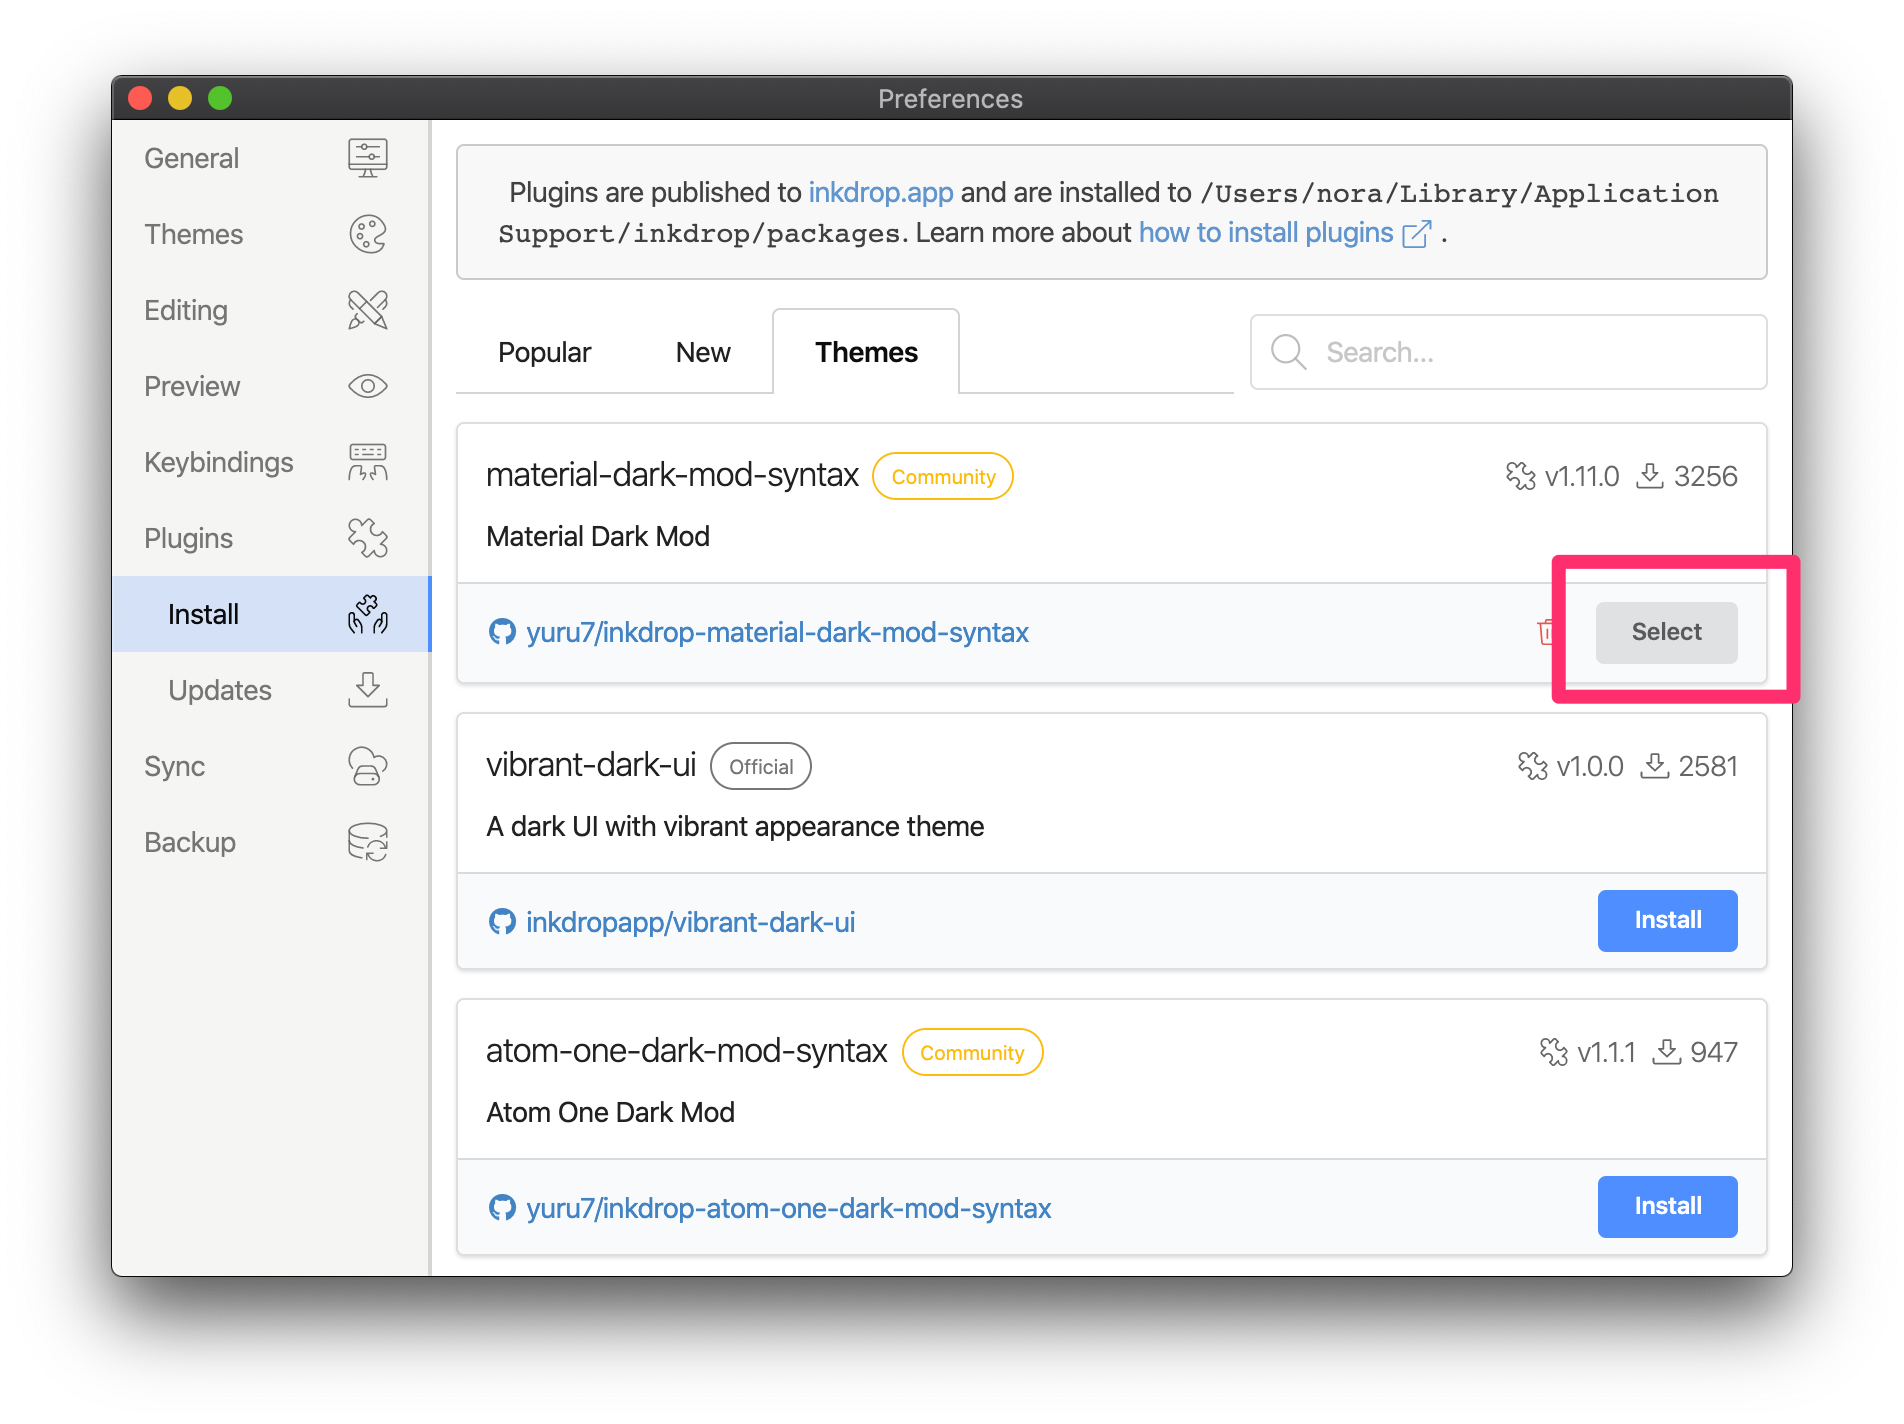 Preferences
General
Themes
Editing
Preview
Keybindings
Plugins
Install
Updates
Sync
Backup
Plugins are published to inkdrop.app and are installed to /Users/nora/Library/Application
Support/inkdrop/packages. Learn more about how to install plugins .
Popular New Themes Search...
material-dark-mod-syntax Community v1.11.0 3256
Material Dark Mod
yuru7/inkdrop-material-dark-mod-syntax Select
vibrant-dark-ui Official v1.0.0 2581
A dark UI with vibrant appearance theme
inkdropapp/vibrant-dark-ui Install
atom-one-dark-mod-syntax Community v1.1.1 947
Atom One Dark Mod
yuru7/inkdrop-atom-one-dark-mod-syntax Install